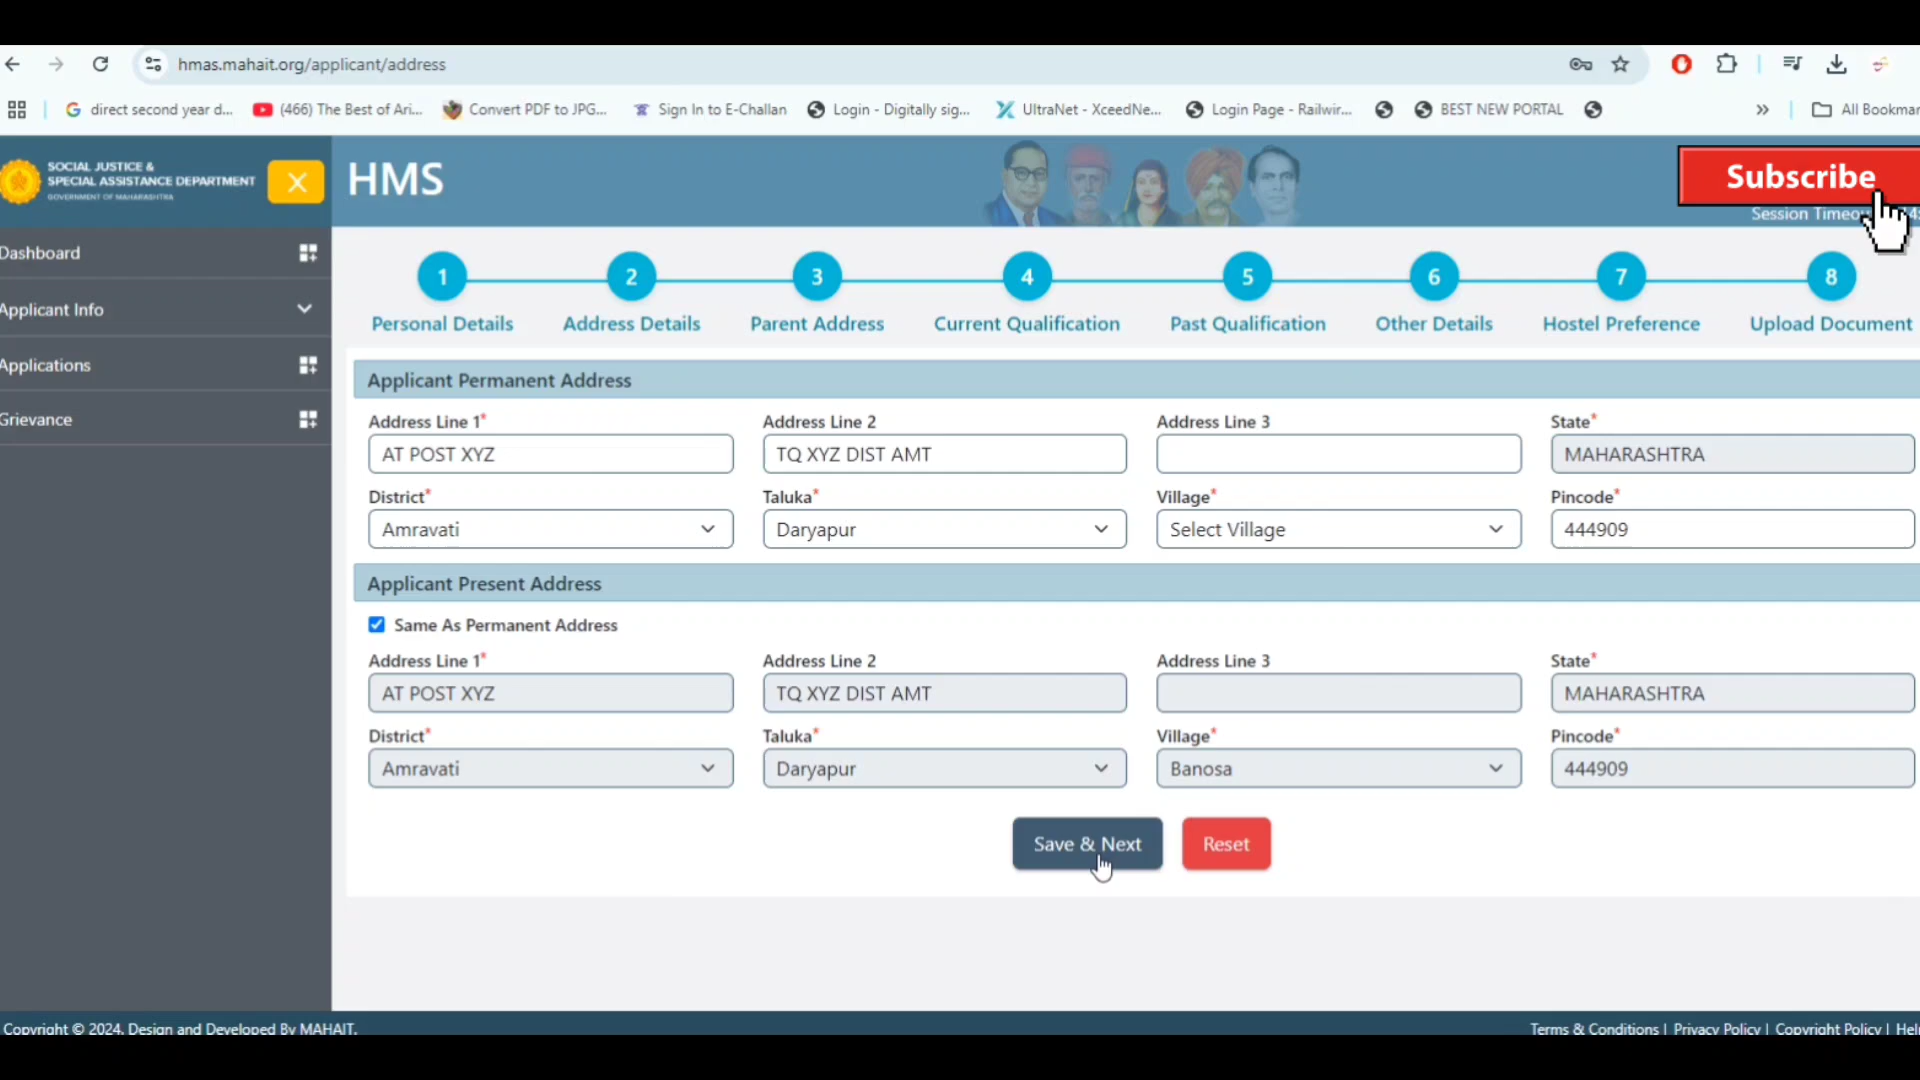 hmas.mahait.org/applicant/address
direct second year d...
(466) The Best of Ari...
Convert PDF to JPG...
Sign In to E-Challan
Login - Digitally sig...
UltraNet - XceedNe...
Login Page - Railwir...
BEST NEW PORTAL
All Bookmar
SOCIAL JUSTICE &
SPECIAL ASSISTANCE DEPARTMENT
GOVERNMENT OF MAHARASHTRA
HMS
Subscribe
Session Timeou
Dashboard
Applicant Info
Applications
Grievance
1 2 3 4 5 6 7 8
Personal Details Address Details Parent Address Current Qualification Past Qualification Other Details Hostel Preference Upload Document
Applicant Permanent Address
Address Line 1* Address Line 2 Address Line 3 State*
AT POST XYZ TQ XYZ DIST AMT MAHARASHTRA
District* Taluka* Village* Pincode*
Amravati Daryapur Select Village 444909
Applicant Present Address
Same As Permanent Address
Address Line 1* Address Line 2 Address Line 3 State*
AT POST XYZ TQ XYZ DIST AMT MAHARASHTRA
District* Taluka* Village* Pincode*
Amravati Daryapur Banosa 444909
Save & Next Reset
Copyright © 2024. Design and Developed By MAHAIT.
Terms & Conditions | Privacy Policy | Copyright Policy | Hel